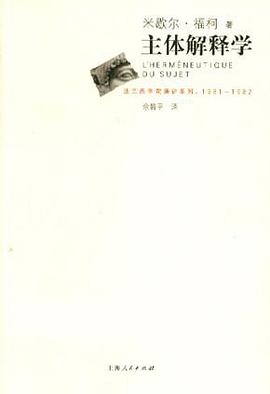 米歇尔·福柯 著
主体解释学
L'HERMÉNEUTIQUE
DU SUJET
法兰西学院演讲系列，1981-1982
佘碧平 译
上海人民出版社